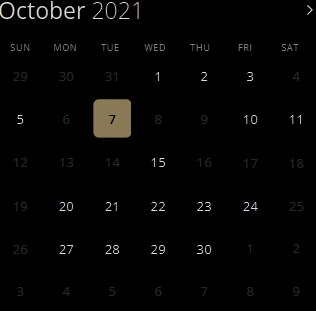 October 2021
SUN MON TUE WED THU FRI SAT
29 30 31 1 2 3 4
5 6 7 8 9 10 11
12 13 14 15 16 17 18
19 20 21 22 23 24 25
26 27 28 29 30 1 2
3 4 5 6 7 8 9